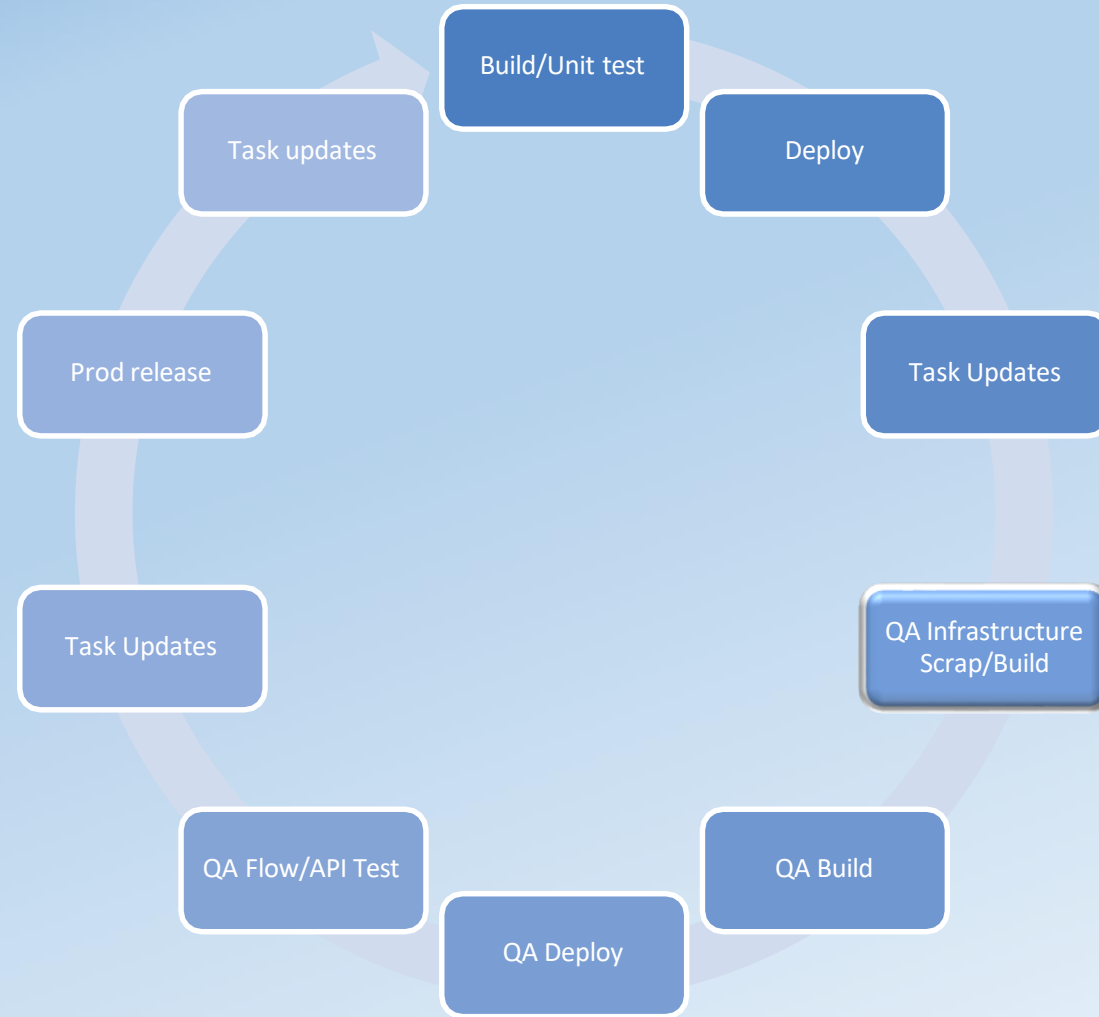 Build/Unit test
Deploy
Task Updates
QA Infrastructure
Scrap/Build
QA Build
QA Deploy
QA Flow/API Test
Task Updates
Prod release
Task updates